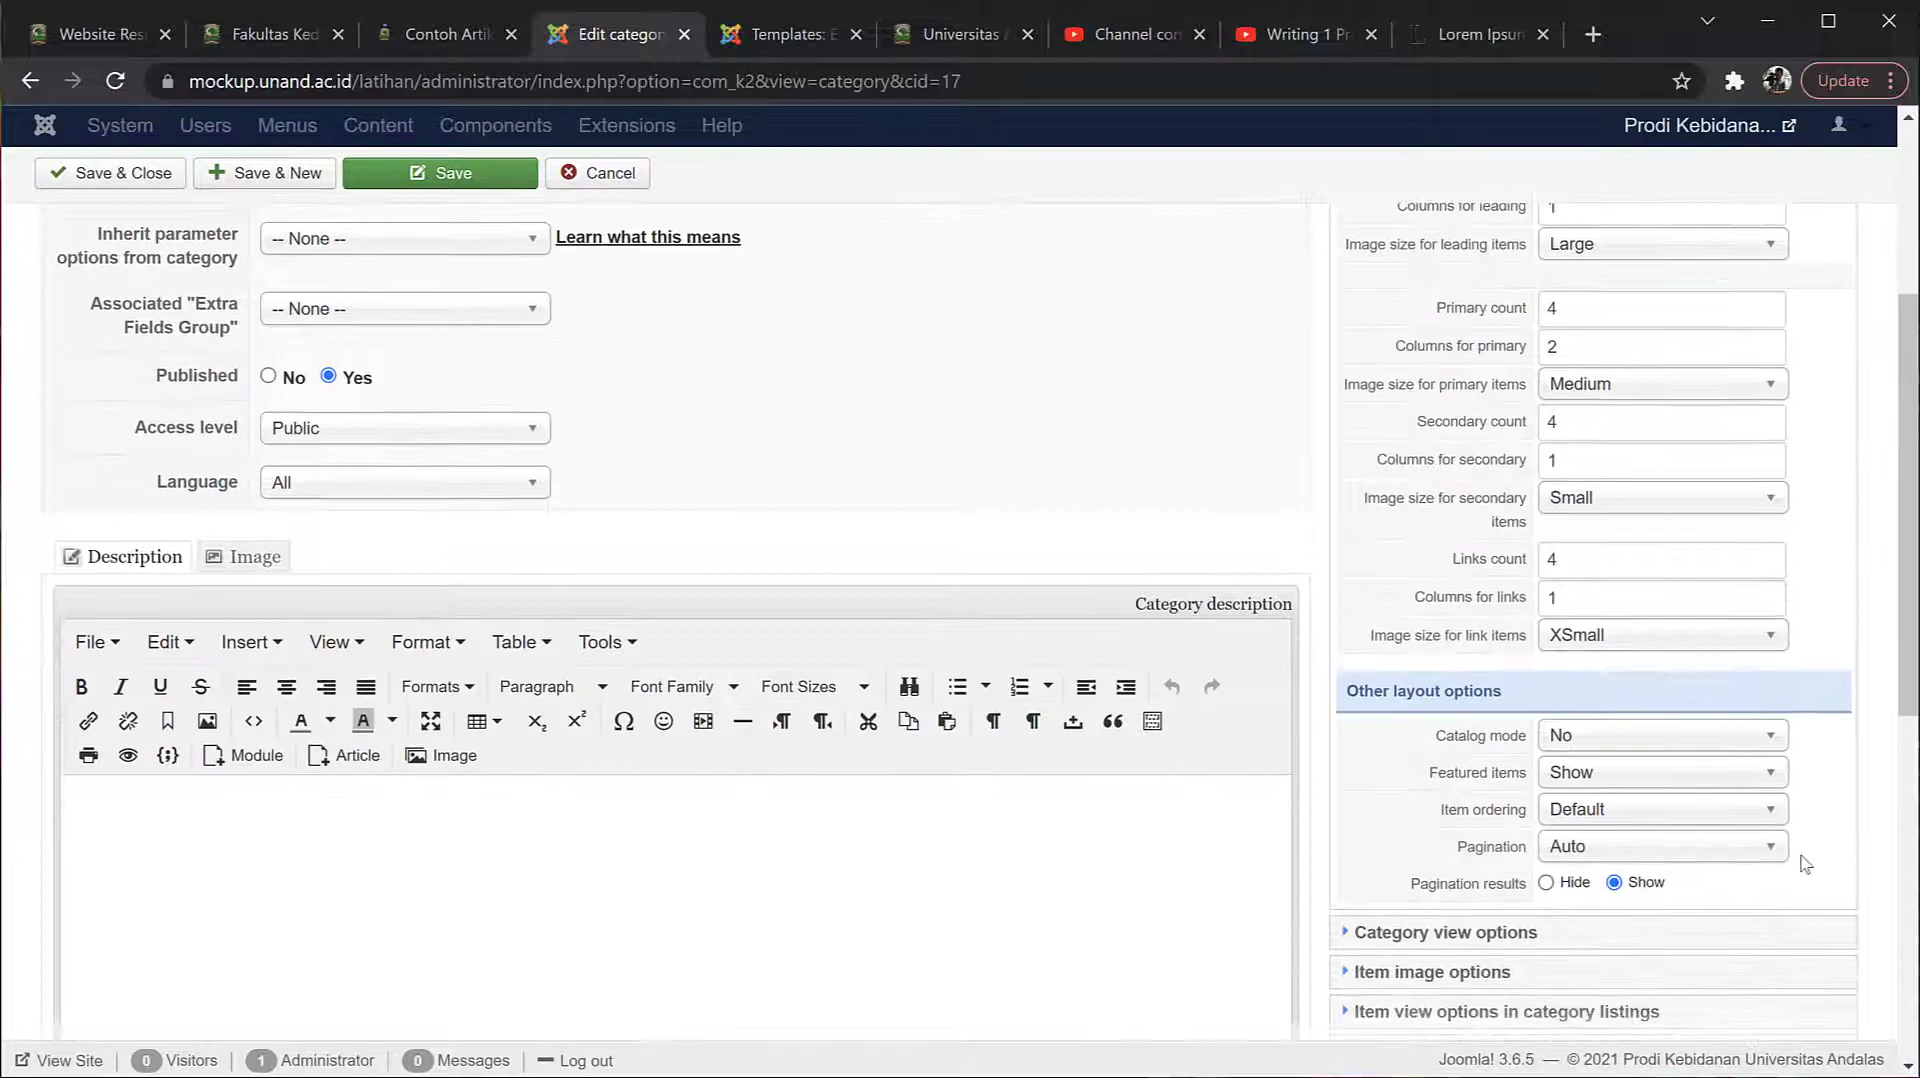 Website Res
Fakultas Ked
Contoh Artik
Edit categor
Templates: E
Universitas A
Channel con
Writing 1 Pr
Lorem Ipsun
mockup.unand.ac.id/latihan/administrator/index.php?option=com_k2&view=category&cid=17
Update
System
Users
Menus
Content
Components
Extensions
Help
Prodi Kebidana...
Save & Close
Save & New
Save
Cancel
Inherit parameter options from category
-- None --
Learn what this means
Associated "Extra Fields Group"
-- None --
Published
No
Yes
Access level
Public
Language
All
Description
Image
Category description
File
Edit
Insert
View
Format
Table
Tools
Formats
Paragraph
Font Family
Font Sizes
Module
Article
Image
Columns for leading
1
Image size for leading items
Large
Primary count
4
Columns for primary
2
Image size for primary items
Medium
Secondary count
4
Columns for secondary
1
Image size for secondary items
Small
Links count
4
Columns for links
1
Image size for link items
XSmall
Other layout options
Catalog mode
No
Featured items
Show
Item ordering
Default
Pagination
Auto
Pagination results
Hide
Show
Category view options
Item image options
Item view options in category listings
View Site
0 Visitors
1 Administrator
0 Messages
Log out
Joomla! 3.6.5 — © 2021 Prodi Kebidanan Universitas Andalas